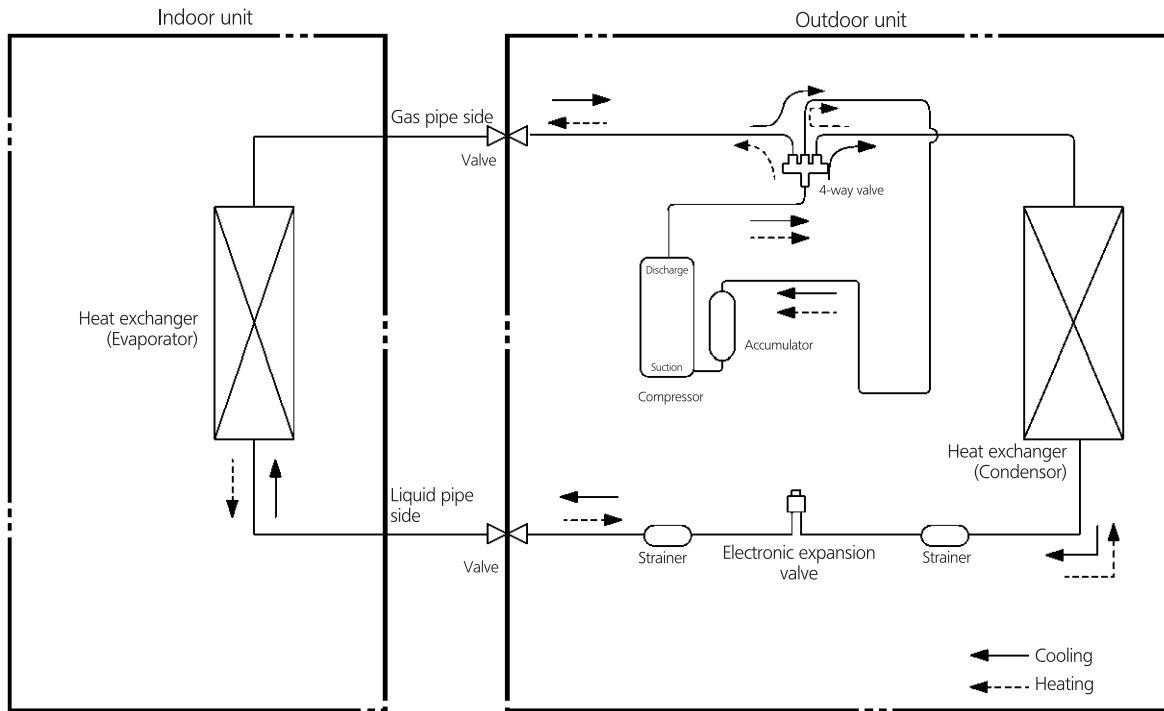 Indoor unit
Outdoor unit
Gas pipe side
Valve
4-way valve
Discharge
Heat exchanger
(Evaporator)
Accumulator
Suction
Compressor
Heat exchanger
(Condensor)
Liquid pipe
side
Valve
Strainer
Electronic expansion
valve
Strainer
Cooling
Heating